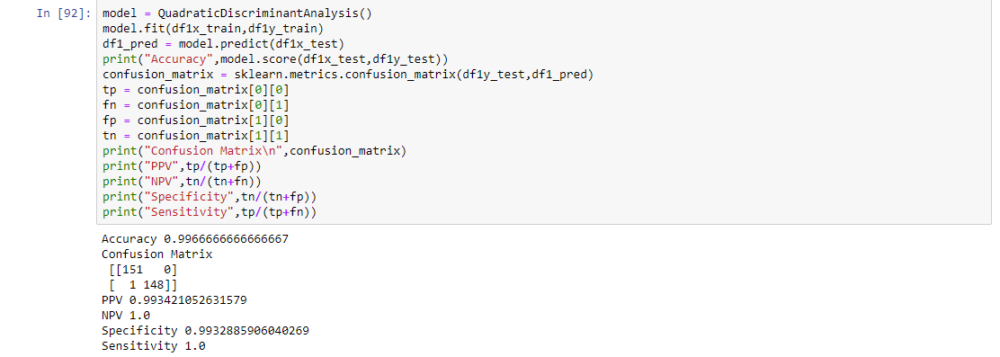 In [92]: model = QuadraticDiscriminantAnalysis()
model.fit(df1x_train,df1y_train)
df1_pred = model.predict(df1x_test)
print("Accuracy",model.score(df1x_test,df1y_test))
confusion_matrix = sklearn.metrics.confusion_matrix(df1y_test,df1_pred)
tp = confusion_matrix[0][0]
fn = confusion_matrix[0][1]
fp = confusion_matrix[1][0]
tn = confusion_matrix[1][1]
print("Confusion Matrix\n",confusion_matrix)
print("PPV",tp/(tp+fp))
print("NPV",tn/(tn+fn))
print("Specificity",tn/(tn+fp))
print("Sensitivity",tp/(tp+fn))
Accuracy 0.9966666666666667
Confusion Matrix
 [[151   0]
 [  1 148]]
PPV 0.993421052631579
NPV 1.0
Specificity 0.9932885906040269
Sensitivity 1.0